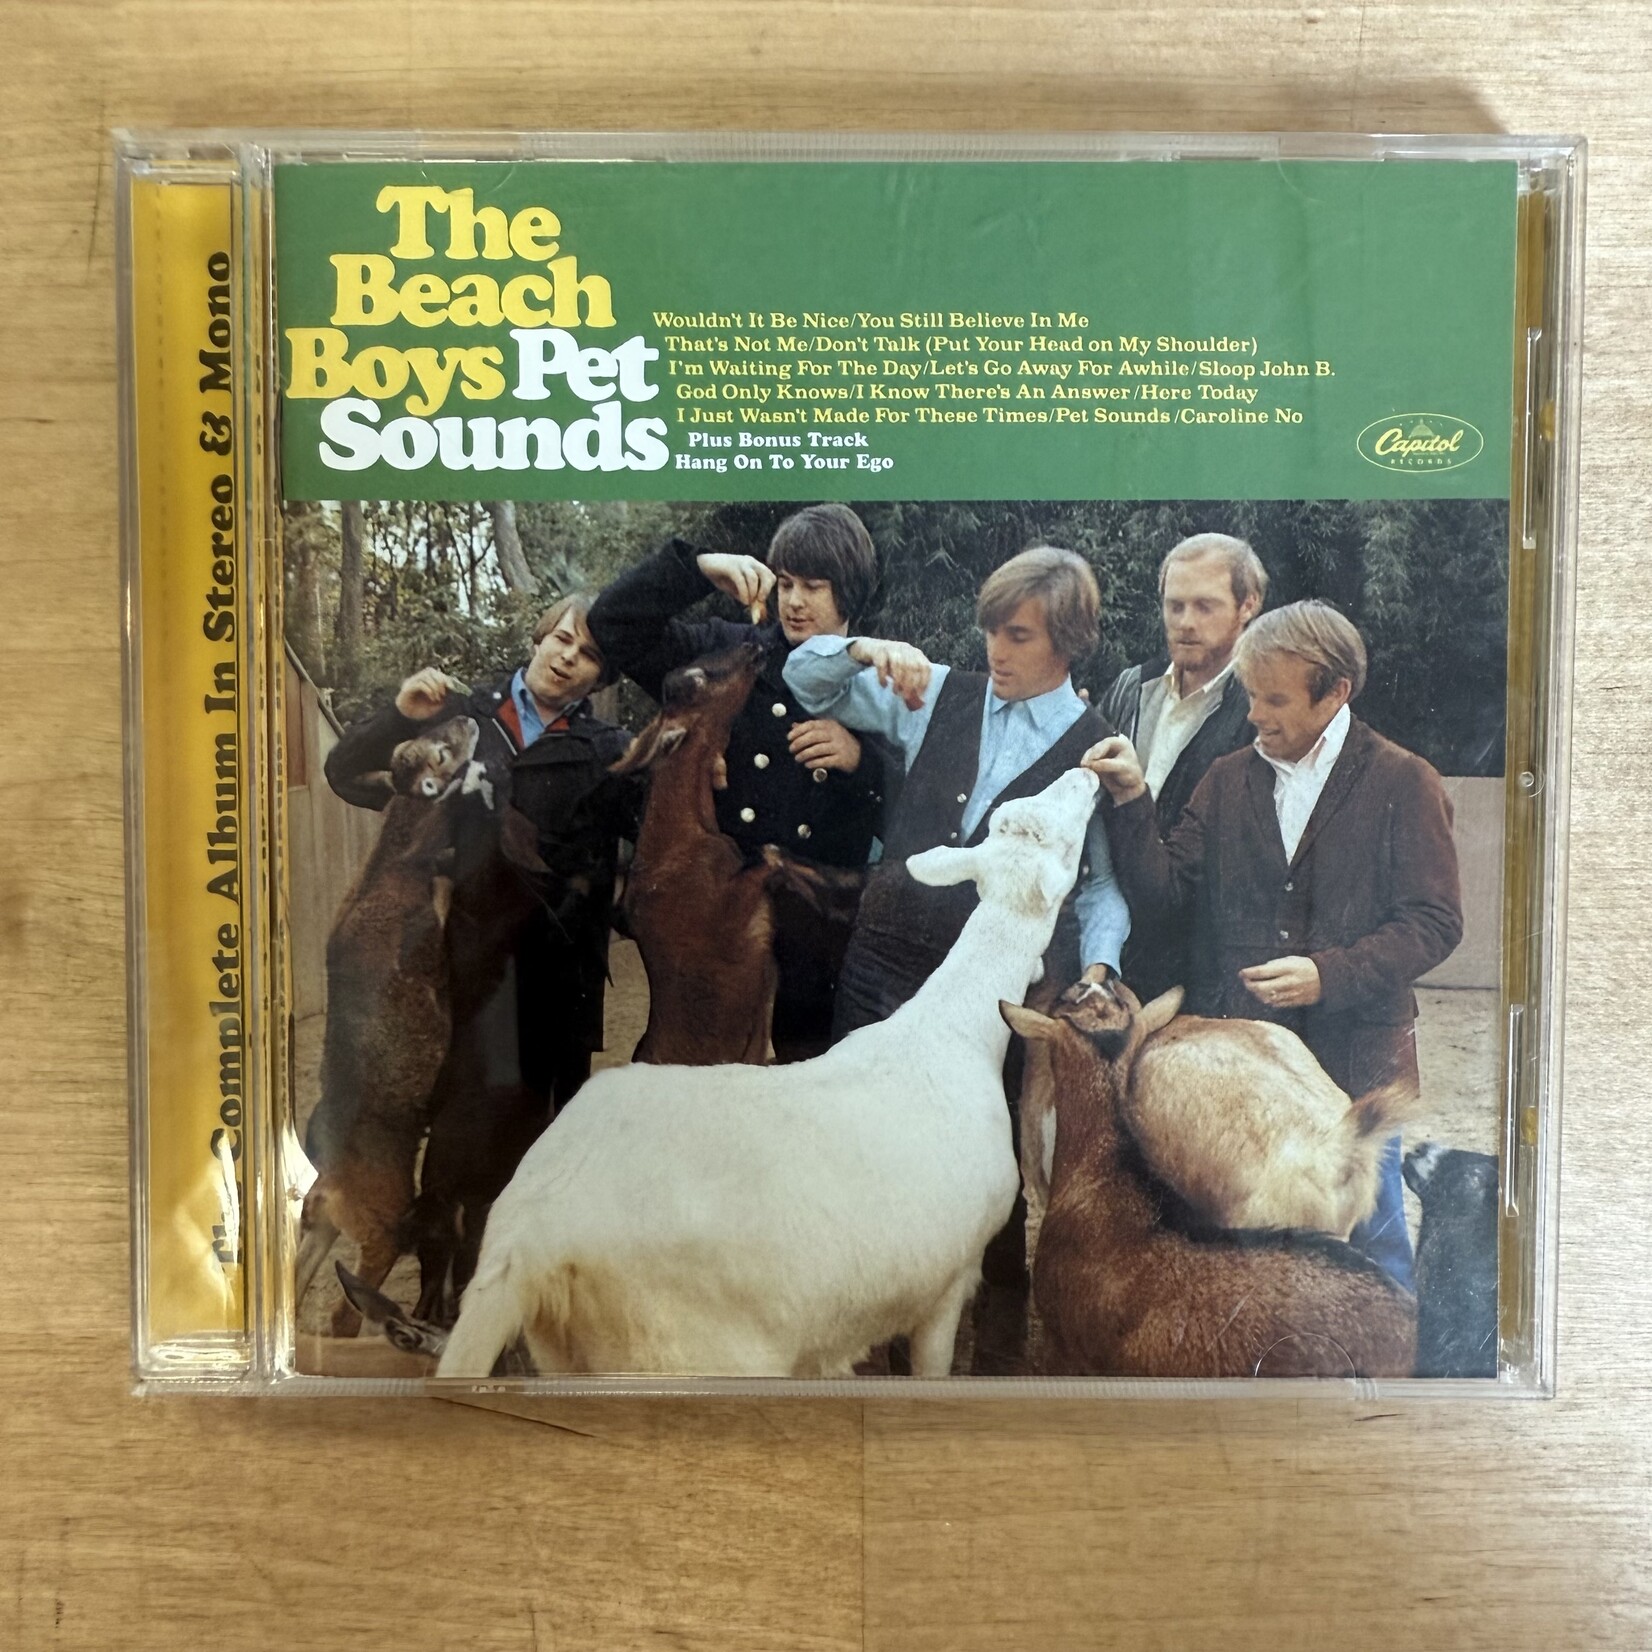 The Complete Album In Stereo & Mono
The
Beach
Boys Pet
Sounds
Wouldn't It Be Nice/You Still Believe In Me
That's Not Me/Don't Talk (Put Your Head on My Shoulder)
I'm Waiting For The Day/Let's Go Away For Awhile/Sloop John B.
God Only Knows/I Know There's An Answer/Here Today
I Just Wasn't Made For These Times/Pet Sounds/Caroline No
Plus Bonus Track
Hang On To Your Ego
Capitol
RECORDS